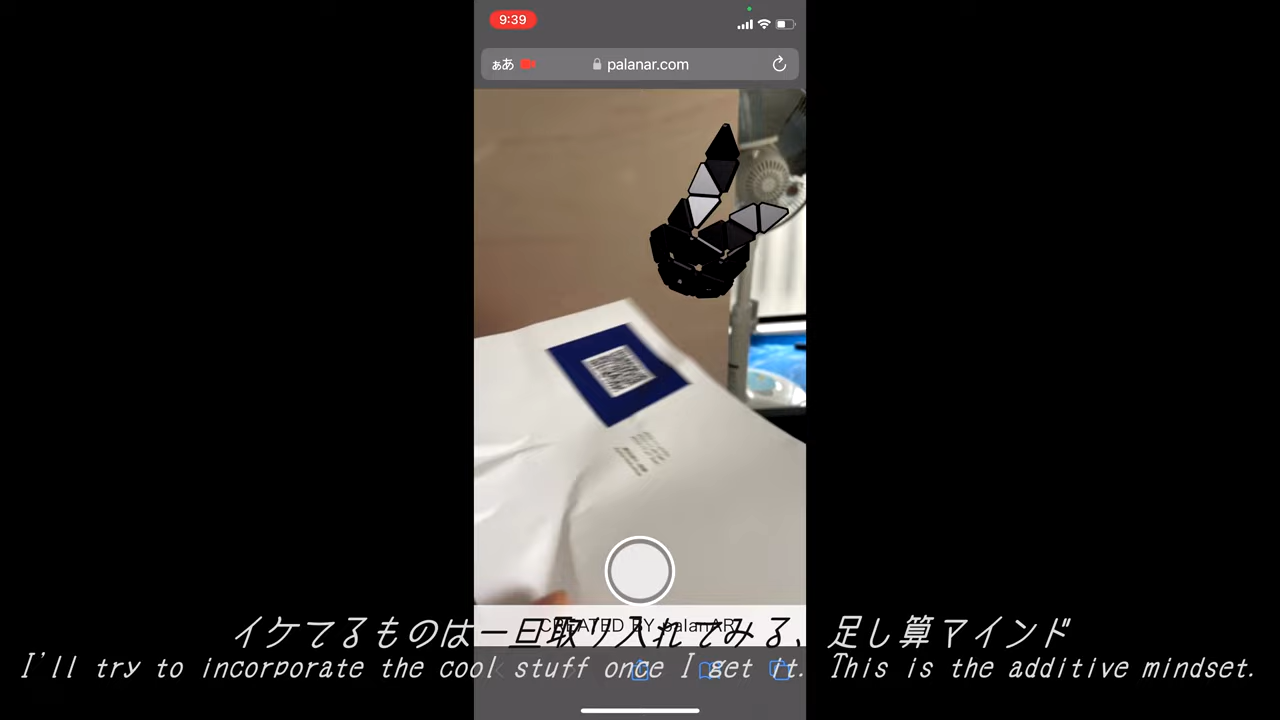 9:39
ぁあ palanar.com
CREATED BY palanAR
イケてるものは一旦取り入れてみる、足し算マインド
I'll try to incorporate the cool stuff once I get it. This is the additive mindset.